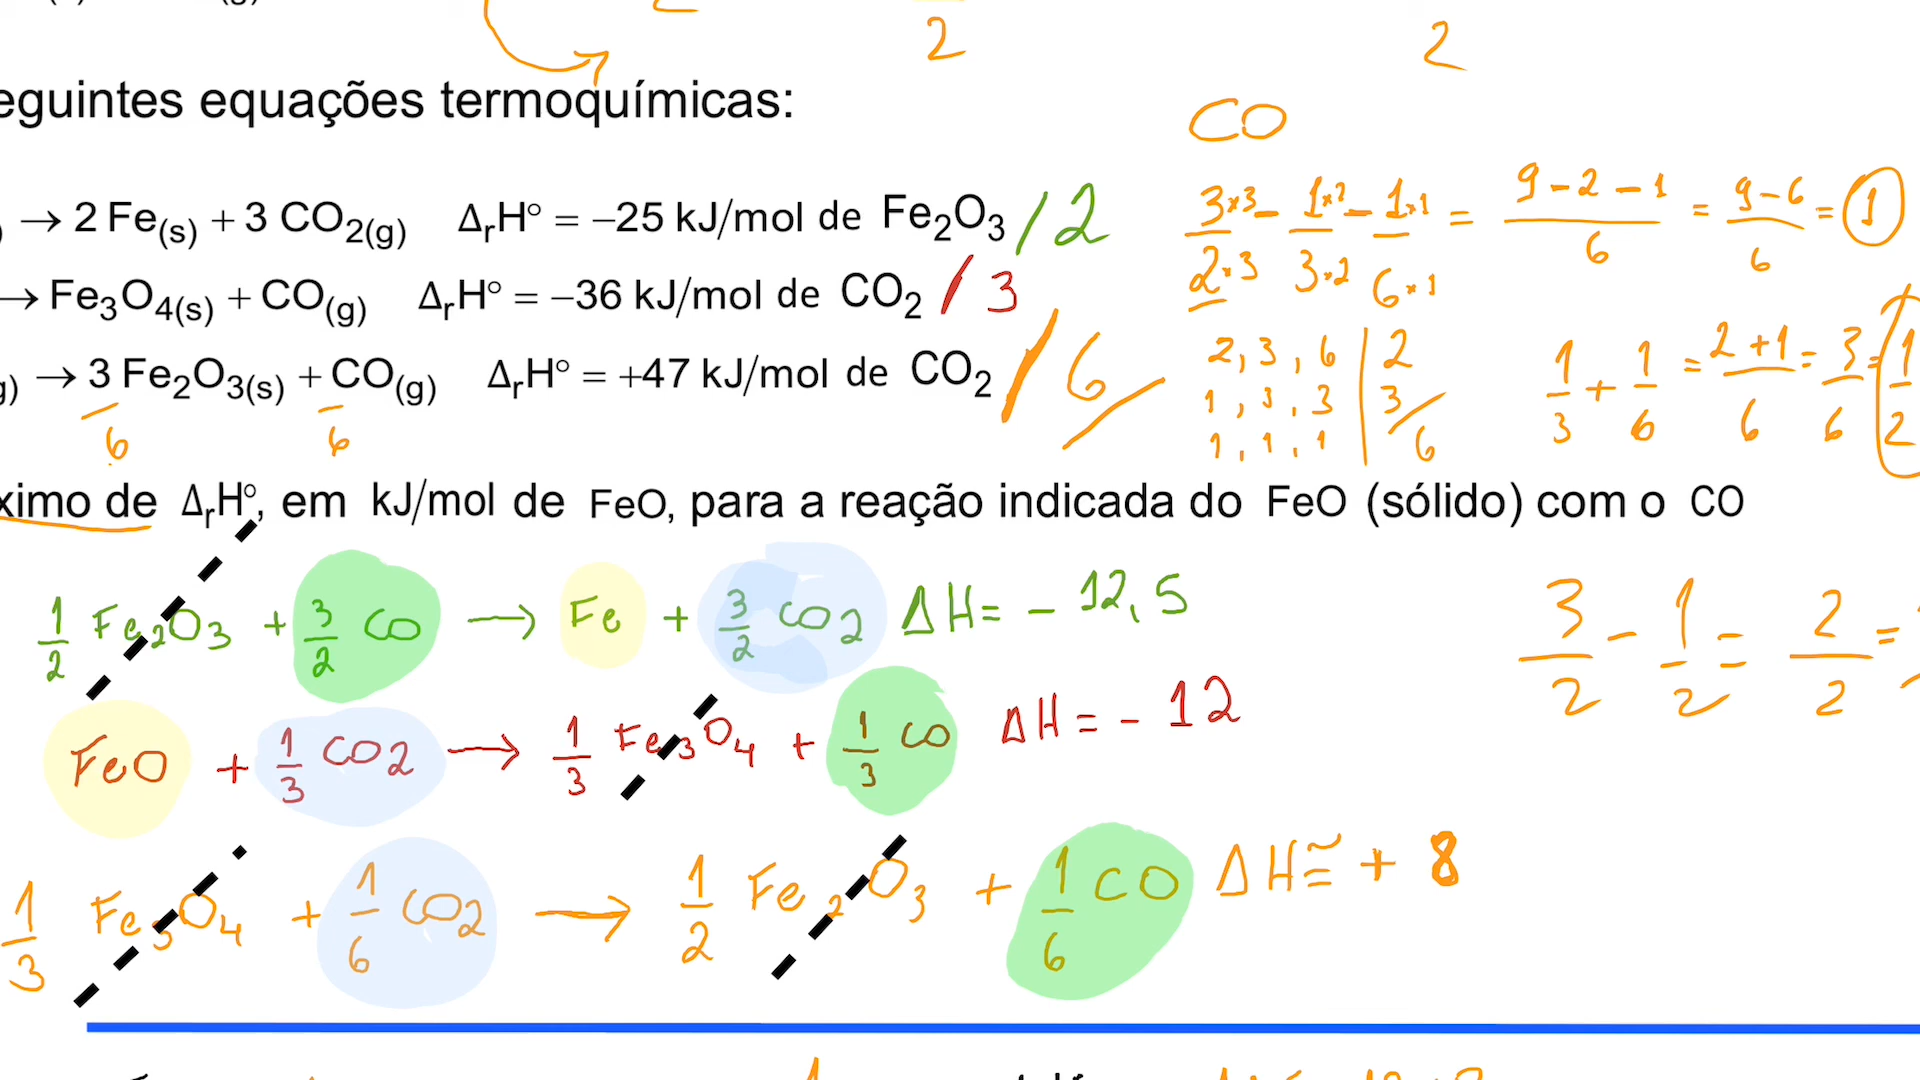 2
2
eguintes equações termoquímicas:
CO
) → 2 Fe(s) + 3 CO2(g) ΔrH° = −25 kJ/mol de Fe2O3 /2
→ Fe3O4(s) + CO(g) ΔrH° = −36 kJ/mol de CO2 /3
g) → 3 Fe2O3(s) + CO(g) ΔrH° = +47 kJ/mol de CO2 /6
6 6
3×3/2·3 − 1×2/3·2 − 1×1/6·1 = 9−2−1/6 = 9−6/6 = 1
2, 3, 6 | 2
1, 3, 3 | 3
1, 1, 1 | 6
1/3 + 1/6 = 2+1/6 = 3/6 = 1/2
ximo de ΔrH°, em kJ/mol de FeO, para a reação indicada do FeO (sólido) com o CO
1/2 Fe2O3 + 3/2 CO → Fe + 3/2 CO2 ΔH = −12,5
3/2 − 1/2 = 2/2 =
FeO + 1/3 CO2 → 1/3 Fe3O4 + 1/3 CO ΔH = −12
1/3 Fe3O4 + 1/6 CO2 → 1/2 Fe2O3 + 1/6 CO ΔH ≅ +8